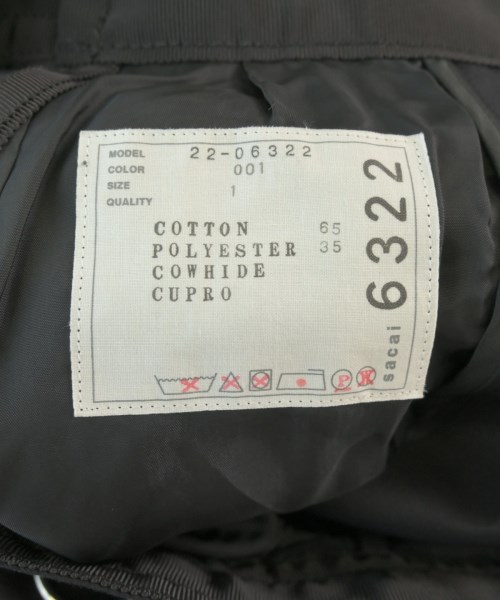 MODEL 22-06322
COLOR 001
SIZE 1
QUALITY
COTTON 65
POLYESTER 35
COWHIDE
CUPRO
P
W
sacai 6322